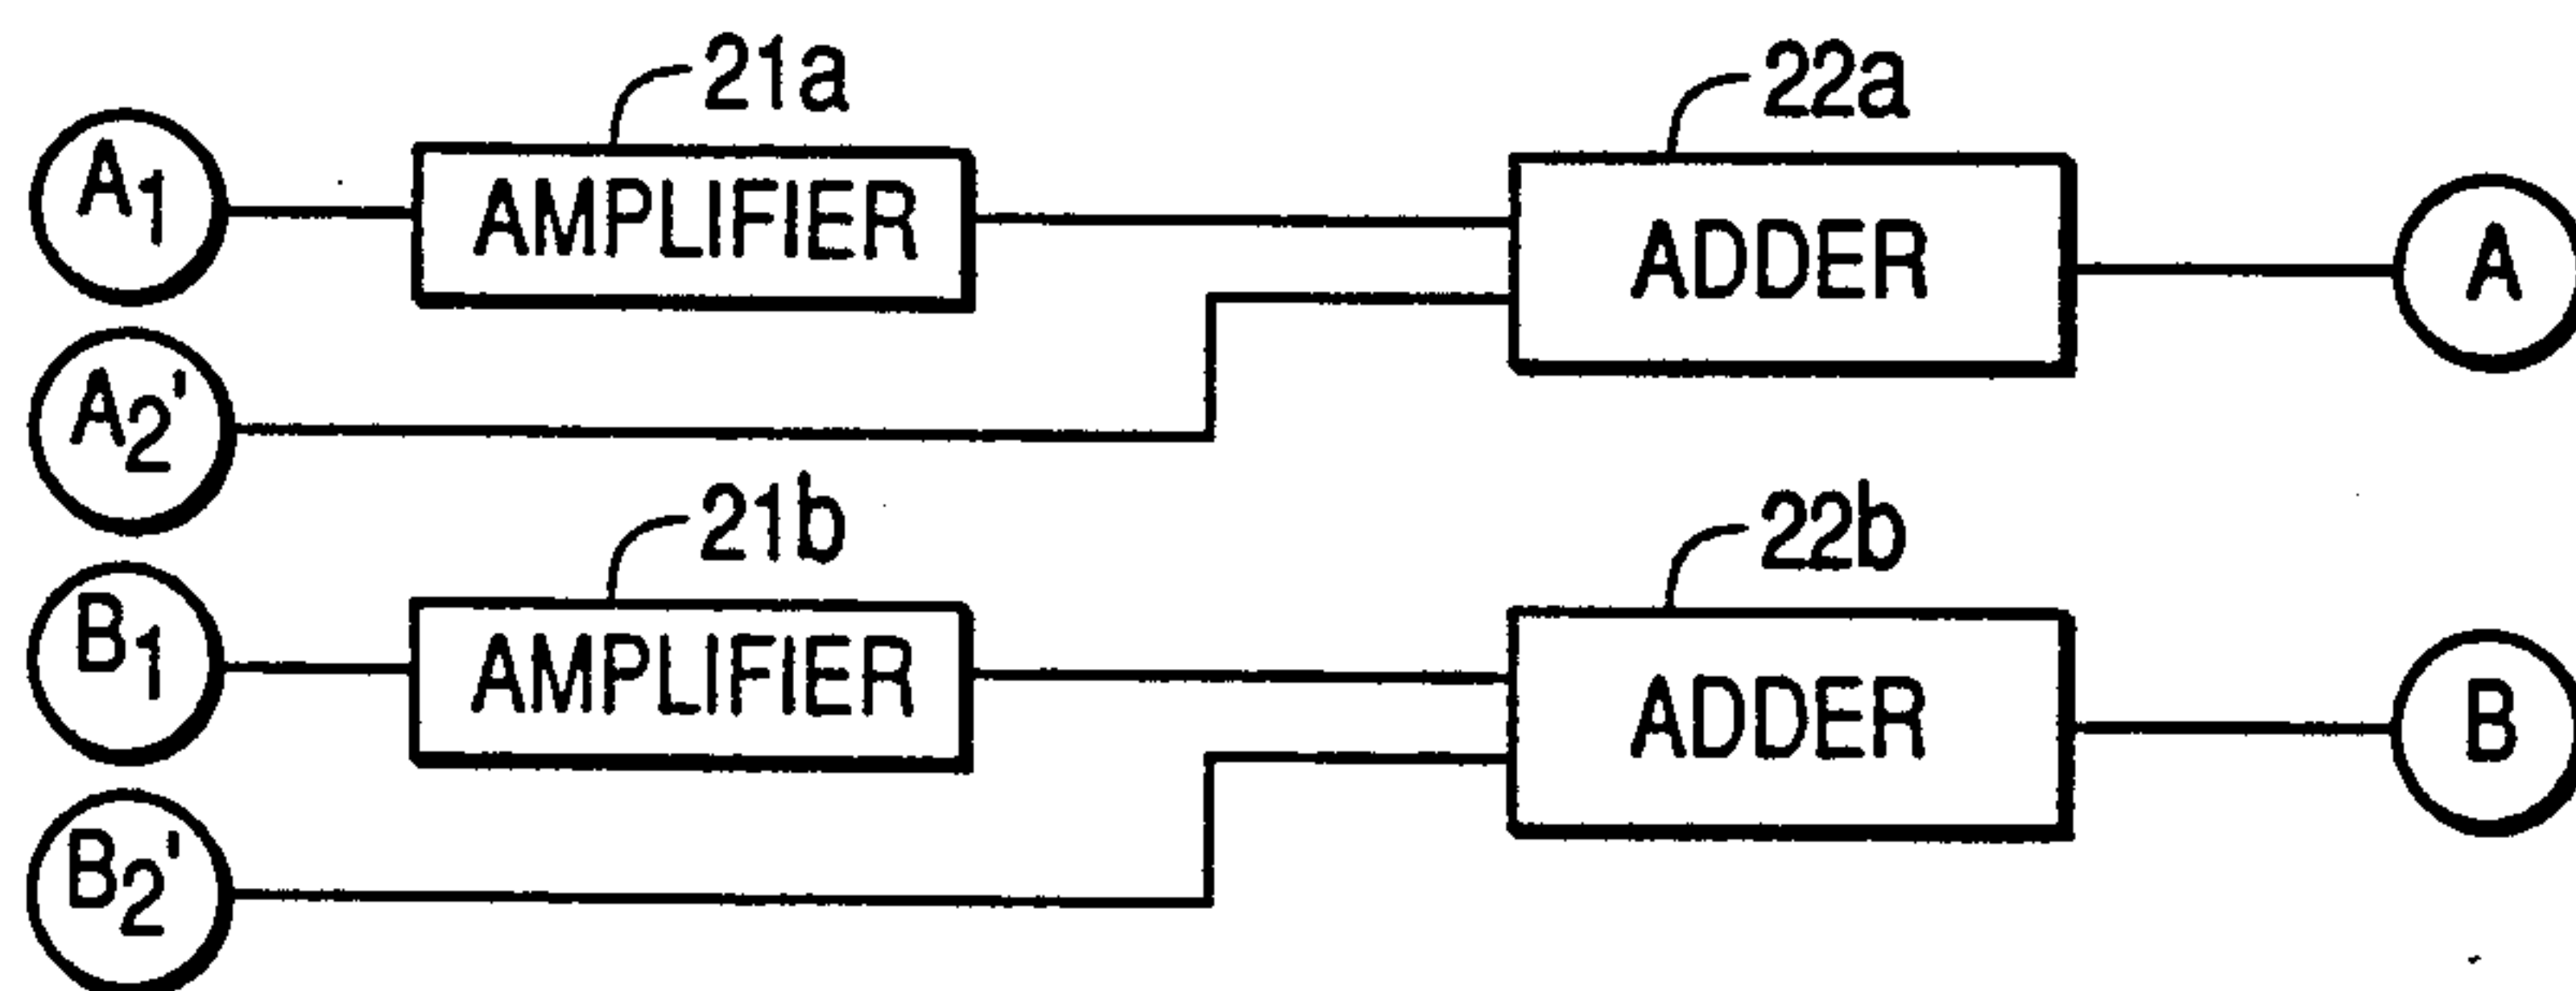 21a
22a
A1
AMPLIFIER
ADDER
A
A2'
21b
22b
B1
AMPLIFIER
ADDER
B
B2'